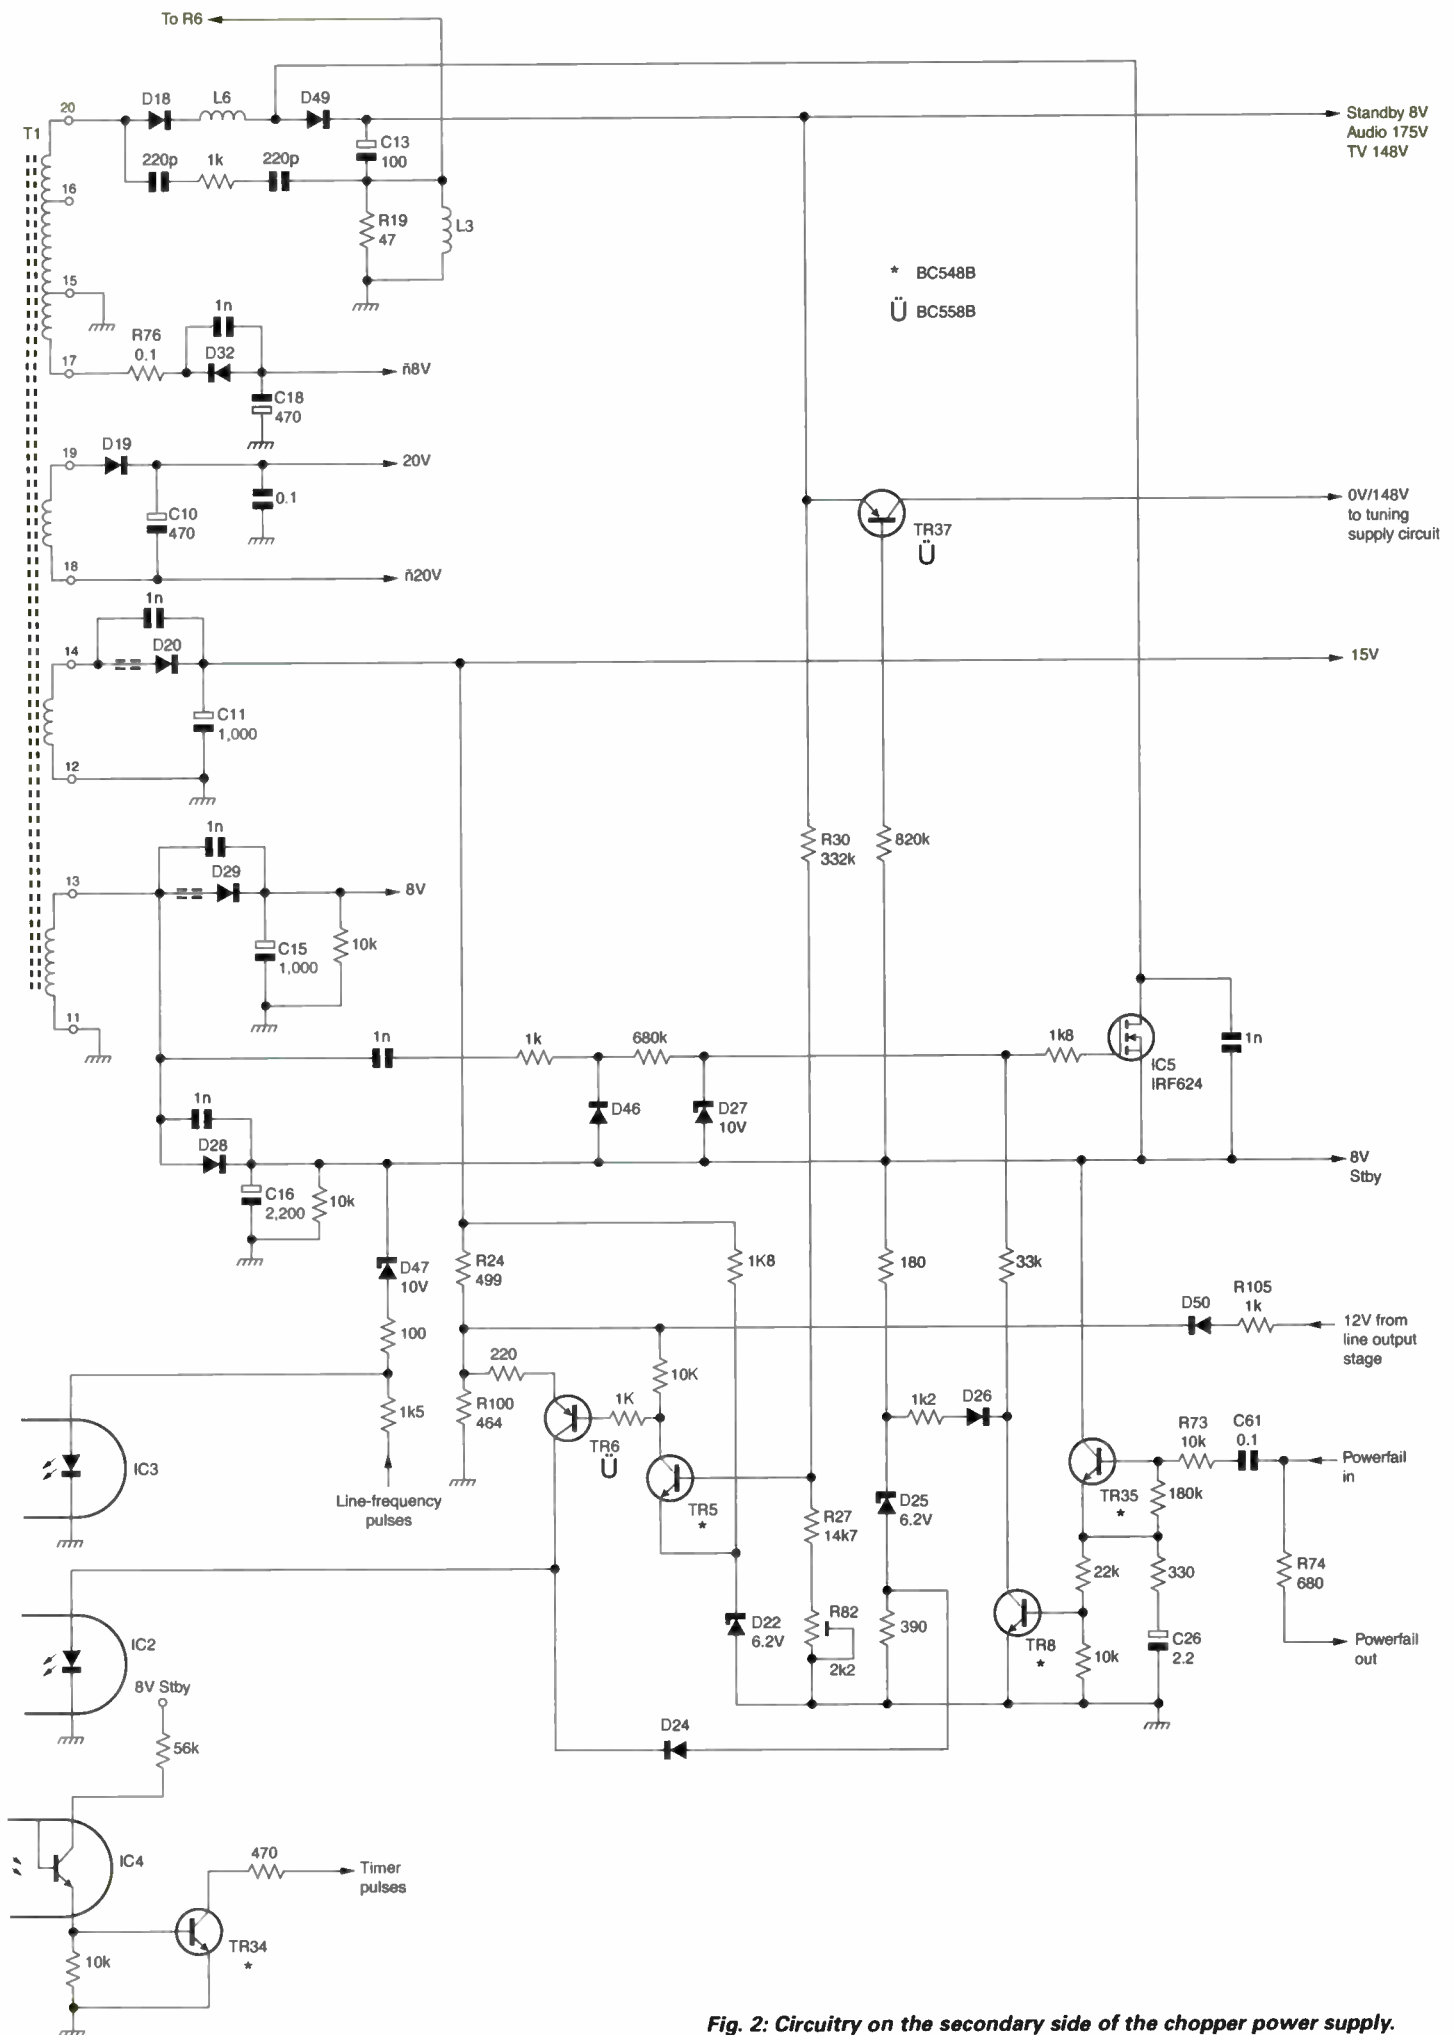 To R6
D18
L6
D49
20
T1
C13
100
Standby 8V
Audio 175V
TV 148V
220p
1k
220p
16
R19
47
L3
* BC548B
Ü BC558B
15
1n
R76
0.1
D32
17
ñ8V
C18
470
D19
19
20V
C10
470
0.1
18
ñ20V
TR37
Ü
0V/148V
to tuning
supply circuit
1n
D20
14
15V
C11
1,000
12
1n
D29
13
8V
C15
1,000
10k
R30
332k
820k
11
1n
1k
680k
1k8
IC5
IRF624
1n
D46
D27
10V
1n
D28
8V
Stby
C16
2,200
10k
D47
10V
R24
499
1K8
180
33k
D50
R105
1k
12V from
line output
stage
100
220
10K
1k5
R100
464
1K
TR6
Ü
1k2
D26
R73
10k
C61
0.1
Powerfail
in
IC3
Line-frequency
pulses
TR5
*
R27
14k7
D25
6.2V
TR35
*
180k
R74
680
22k
330
IC2
D22
6.2V
R82
2k2
390
TR8
*
10k
C26
2.2
Powerfail
out
8V Stby
56k
D24
IC4
470
Timer
pulses
TR34
*
10k
Fig. 2: Circuitry on the secondary side of the chopper power supply.